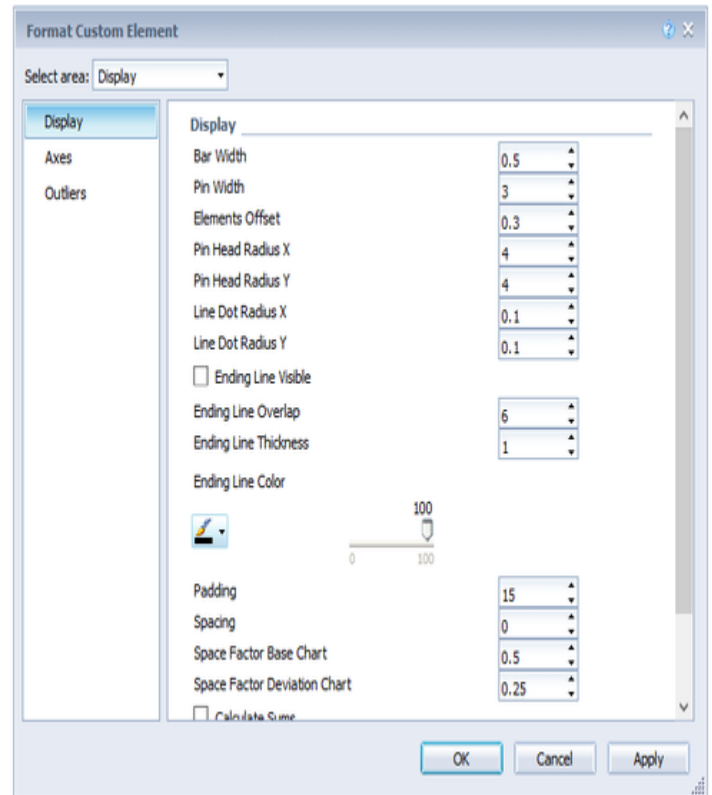 Format Custom Element
Select area: Display
Display
Axes
Outliers
Display
Bar Width 0.5
Pin Width 3
Elements Offset 0.3
Pin Head Radius X 4
Pin Head Radius Y 4
Line Dot Radius X 0.1
Line Dot Radius Y 0.1
Ending Line Visible
Ending Line Overlap 6
Ending Line Thickness 1
Ending Line Color
100
0 100
Padding 15
Spacing 0
Space Factor Base Chart 0.5
Space Factor Deviation Chart 0.25
Calculate Sums
OK Cancel Apply